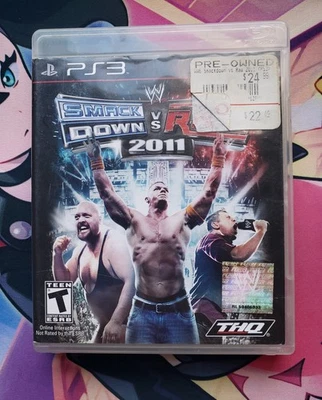 PS3
PRE-OWNED
$24
$22
W
SMACK
DOWN VS R
2011
T
TEEN
ESRB
Online Interactions
Not Rated by the ESRB
THQ